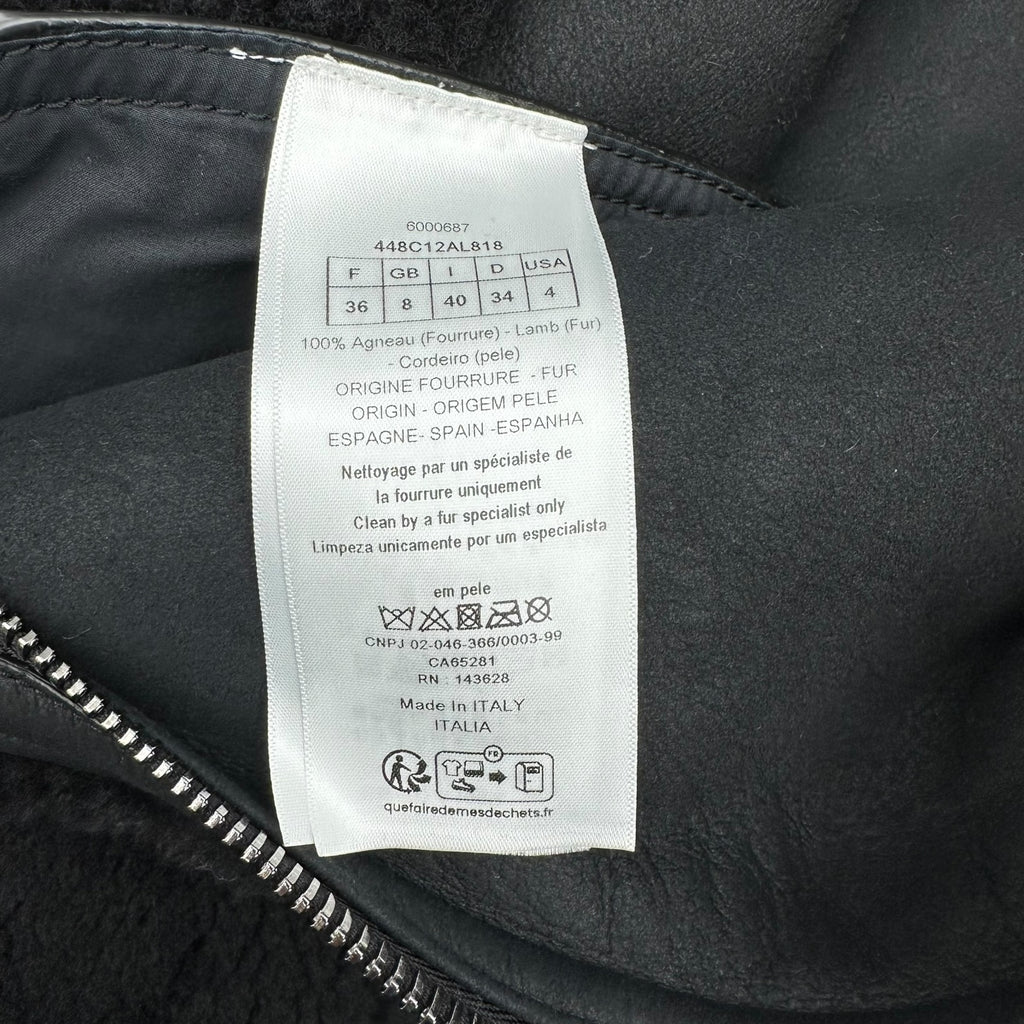 6000687
448C12AL818
F GB I D USA
36 8 40 34 4
100% Agneau (Fourrure) - Lamb (Fur)
- Cordeiro (pele)
ORIGINE FOURRURE - FUR
ORIGIN - ORIGEM PELE
ESPAGNE- SPAIN -ESPANHA
Nettoyage par un spécialiste de
la fourrure uniquement
Clean by a fur specialist only
Limpeza unicamente por um especialista
em pele
CNPJ 02-046-366/0003-99
CA65281
RN : 143628
Made In ITALY
ITALIA
FR
quefairedemesdechets.fr